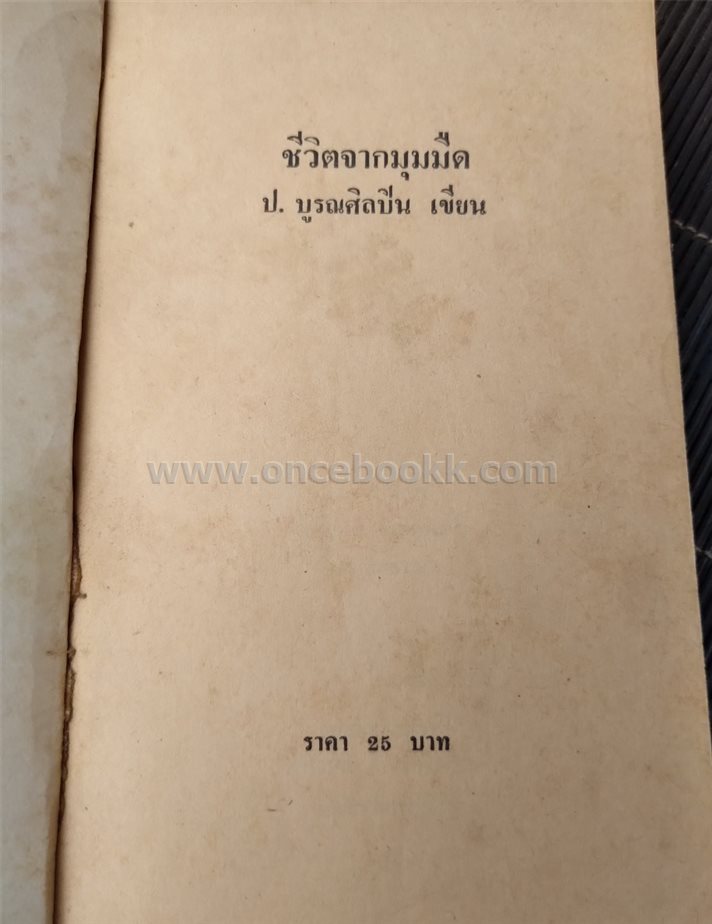 ชีวิตจากมุมมืด
ป. บูรณศิลปีน เขียน
www.oncebookk.com
ราคา 25 บาท